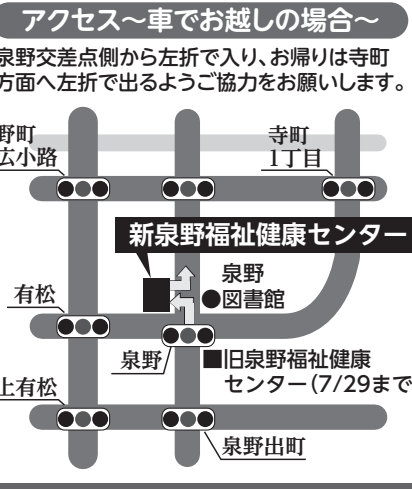 アクセス～車でお越しの場合～
泉野交差点側から左折で入り、お帰りは寺町
方面へ左折で出るようご協力をお願いします。
野町
広小路
寺町
1丁目
新泉野福祉健康センター
有松
泉野
●図書館
泉野
■旧泉野福祉健康
センター(7/29まで
上有松
泉野出町